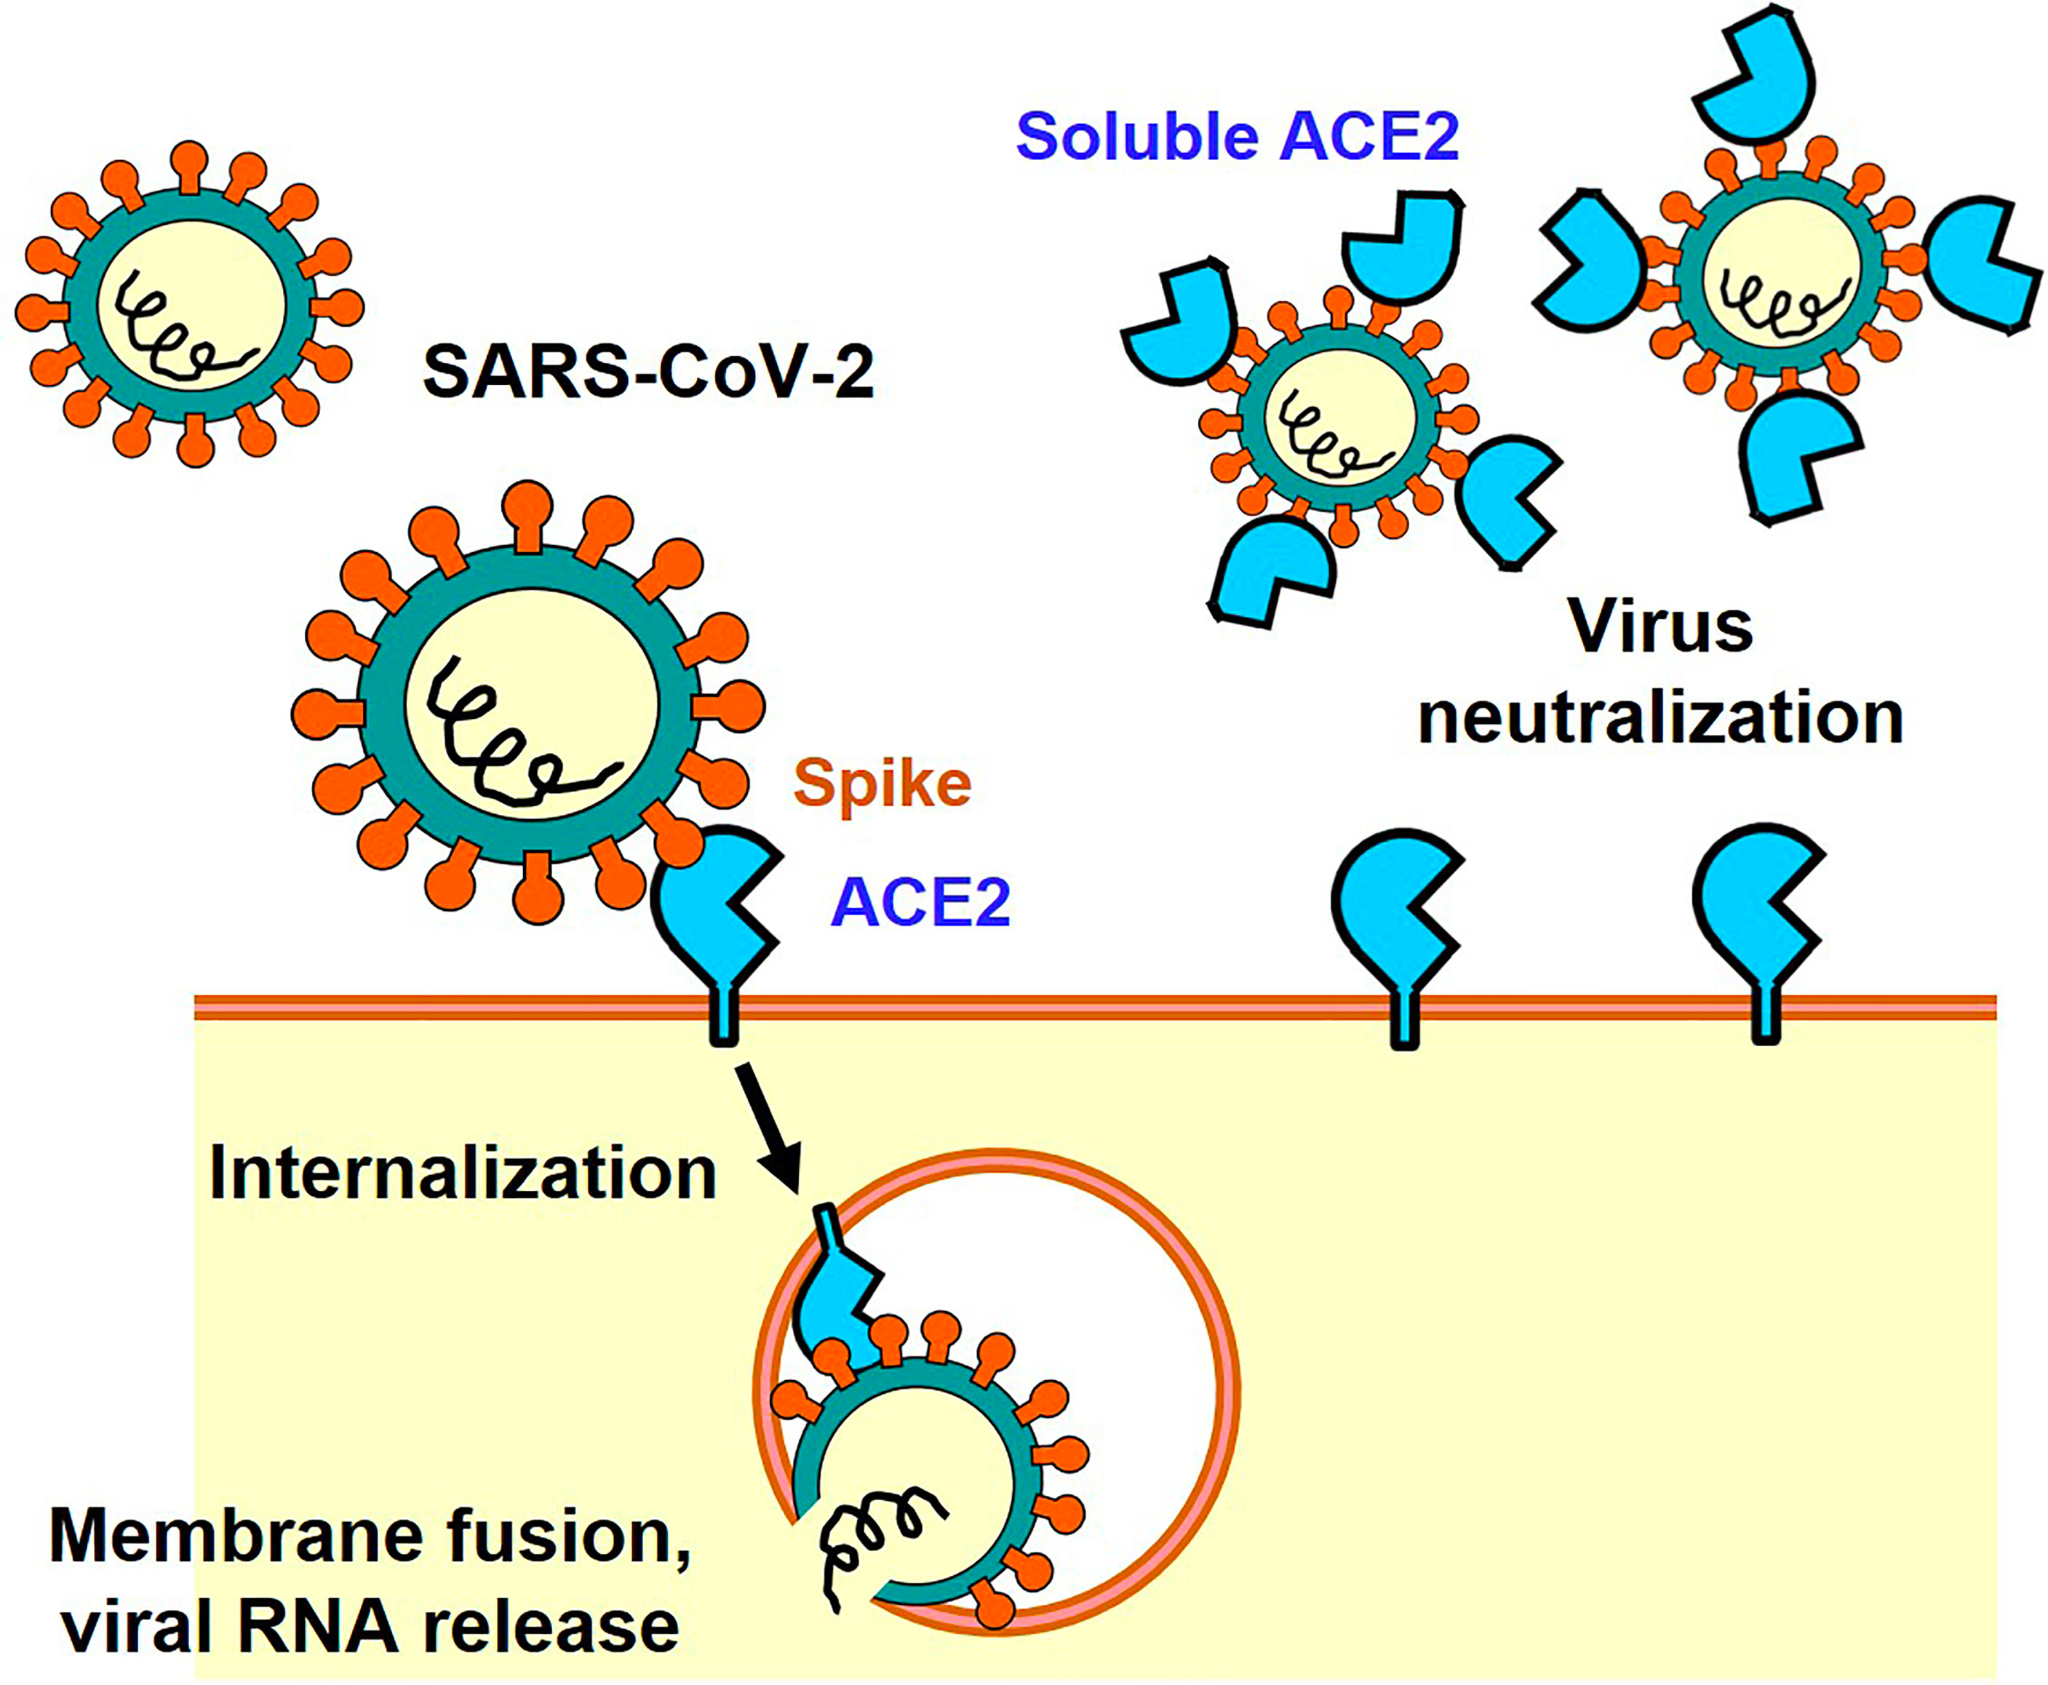 Soluble ACE2
SARS-CoV-2
Virus
neutralization
Spike
ACE2
Internalization
Membrane fusion,
viral RNA release